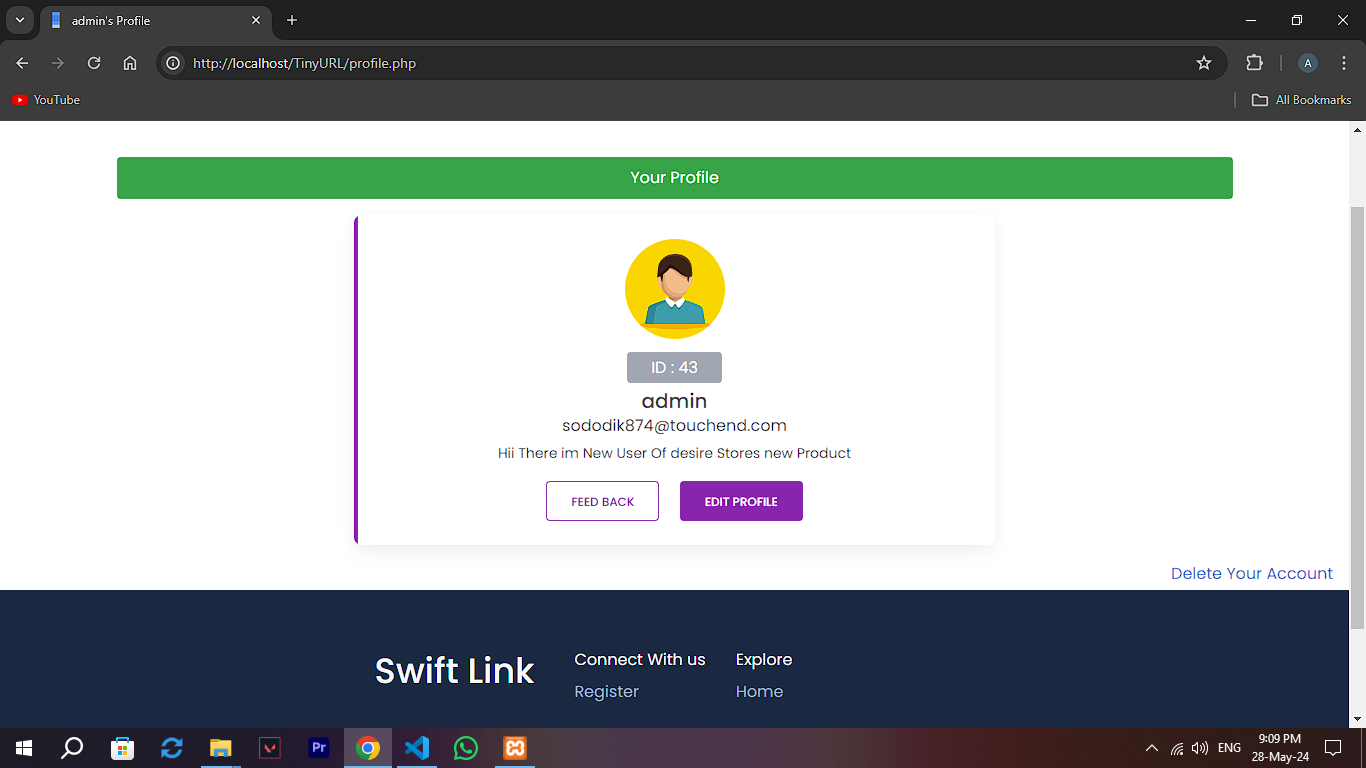 admin's Profile
http://localhost/TinyURL/profile.php
A
YouTube
All Bookmarks
Your Profile
ID : 43
admin
sododik874@touchend.com
Hii There im New User Of desire Stores new Product
FEED BACK
EDIT PROFILE
Delete Your Account
Swift Link
Connect With us
Explore
Register
Home
Pr
ENG
9:09 PM
28-May-24